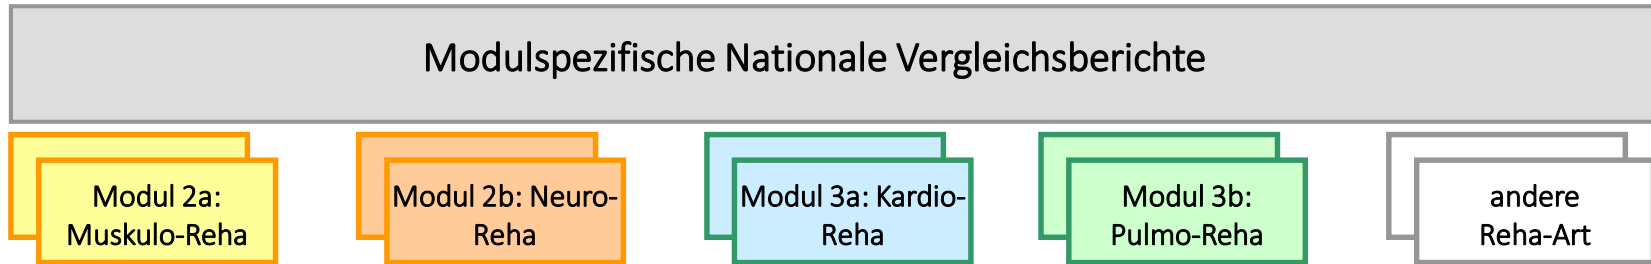 Modulspezifische Nationale Vergleichsberichte
Modul 2a:
Muskulo-Reha
Modul 2b: Neuro-
Reha
Modul 3a: Kardio-
Reha
Modul 3b:
Pulmo-Reha
andere
Reha-Art